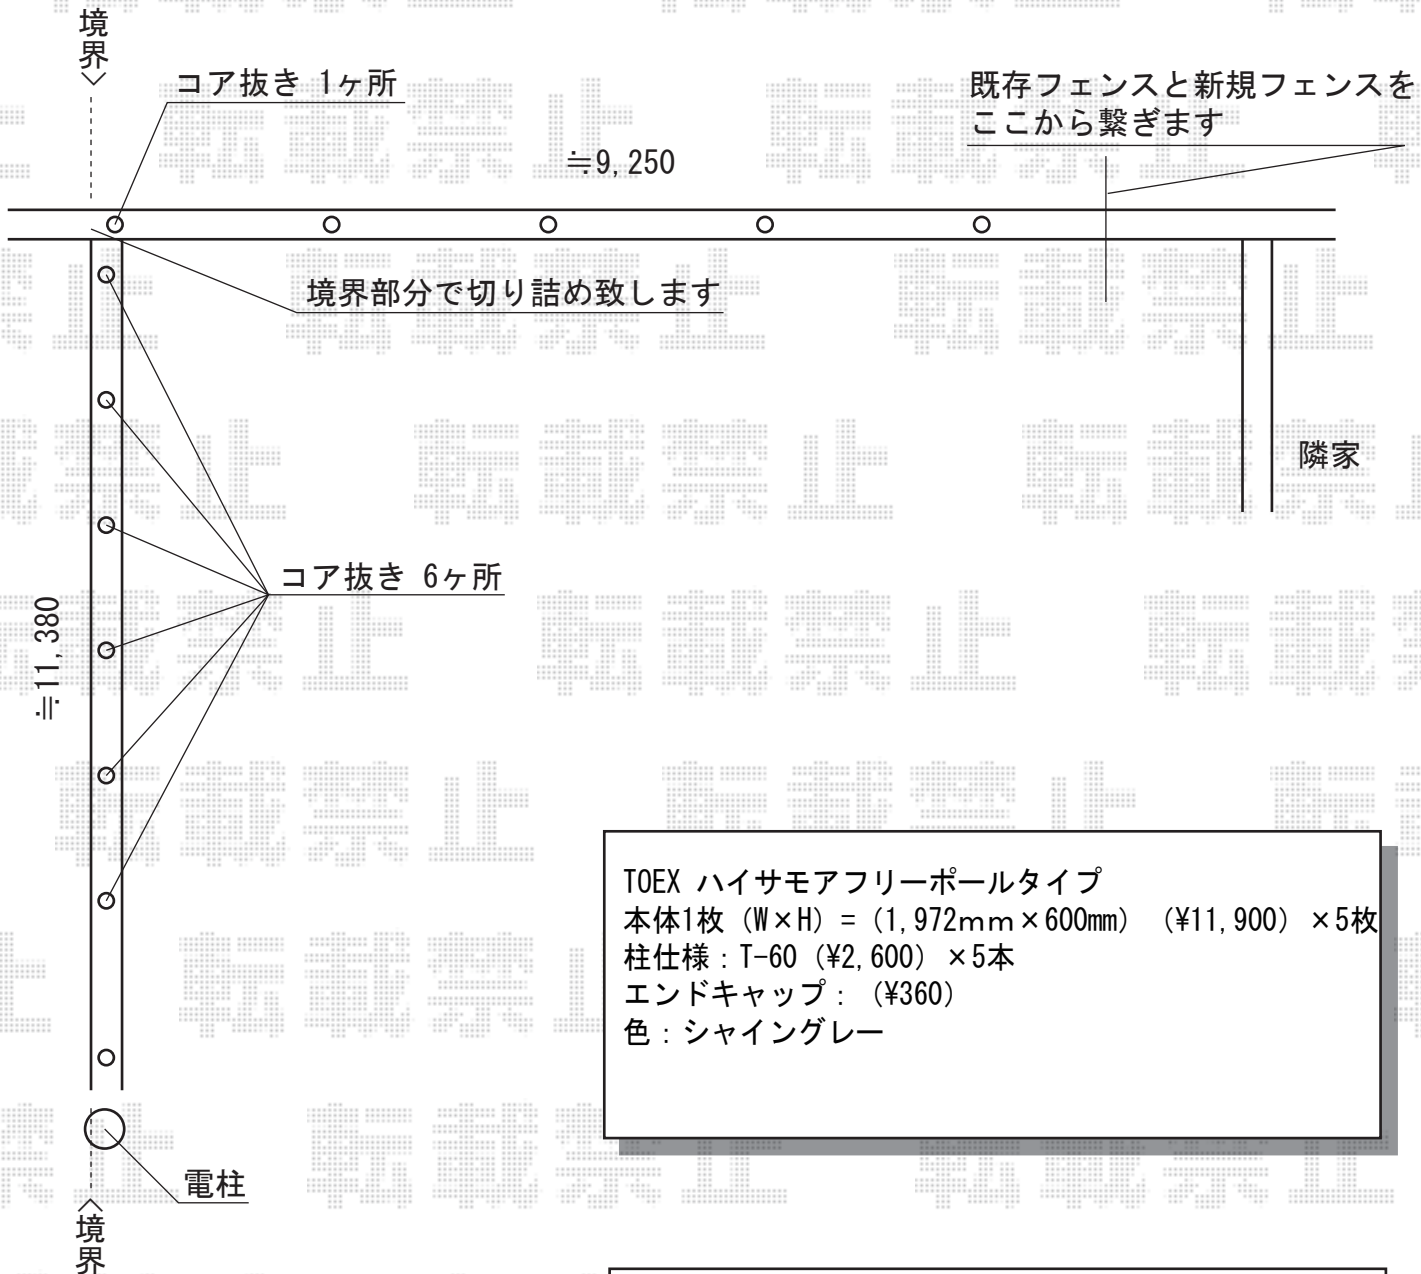 境界
コア抜き 1ヶ所
既存フェンスと新規フェンスを
ここから繋ぎます
≒9,250
境界部分で切り詰め致します
隣家
コア抜き 6ヶ所
≒11,380
TOEX ハイサモアフリーポールタイプ
本体1枚（W×H）=（1,972mm×600mm）（¥11,900）×5枚
柱仕様：T-60（¥2,600）×5本
エンドキャップ：（¥360）
色：シャイングレー
電柱
境界
転載禁止